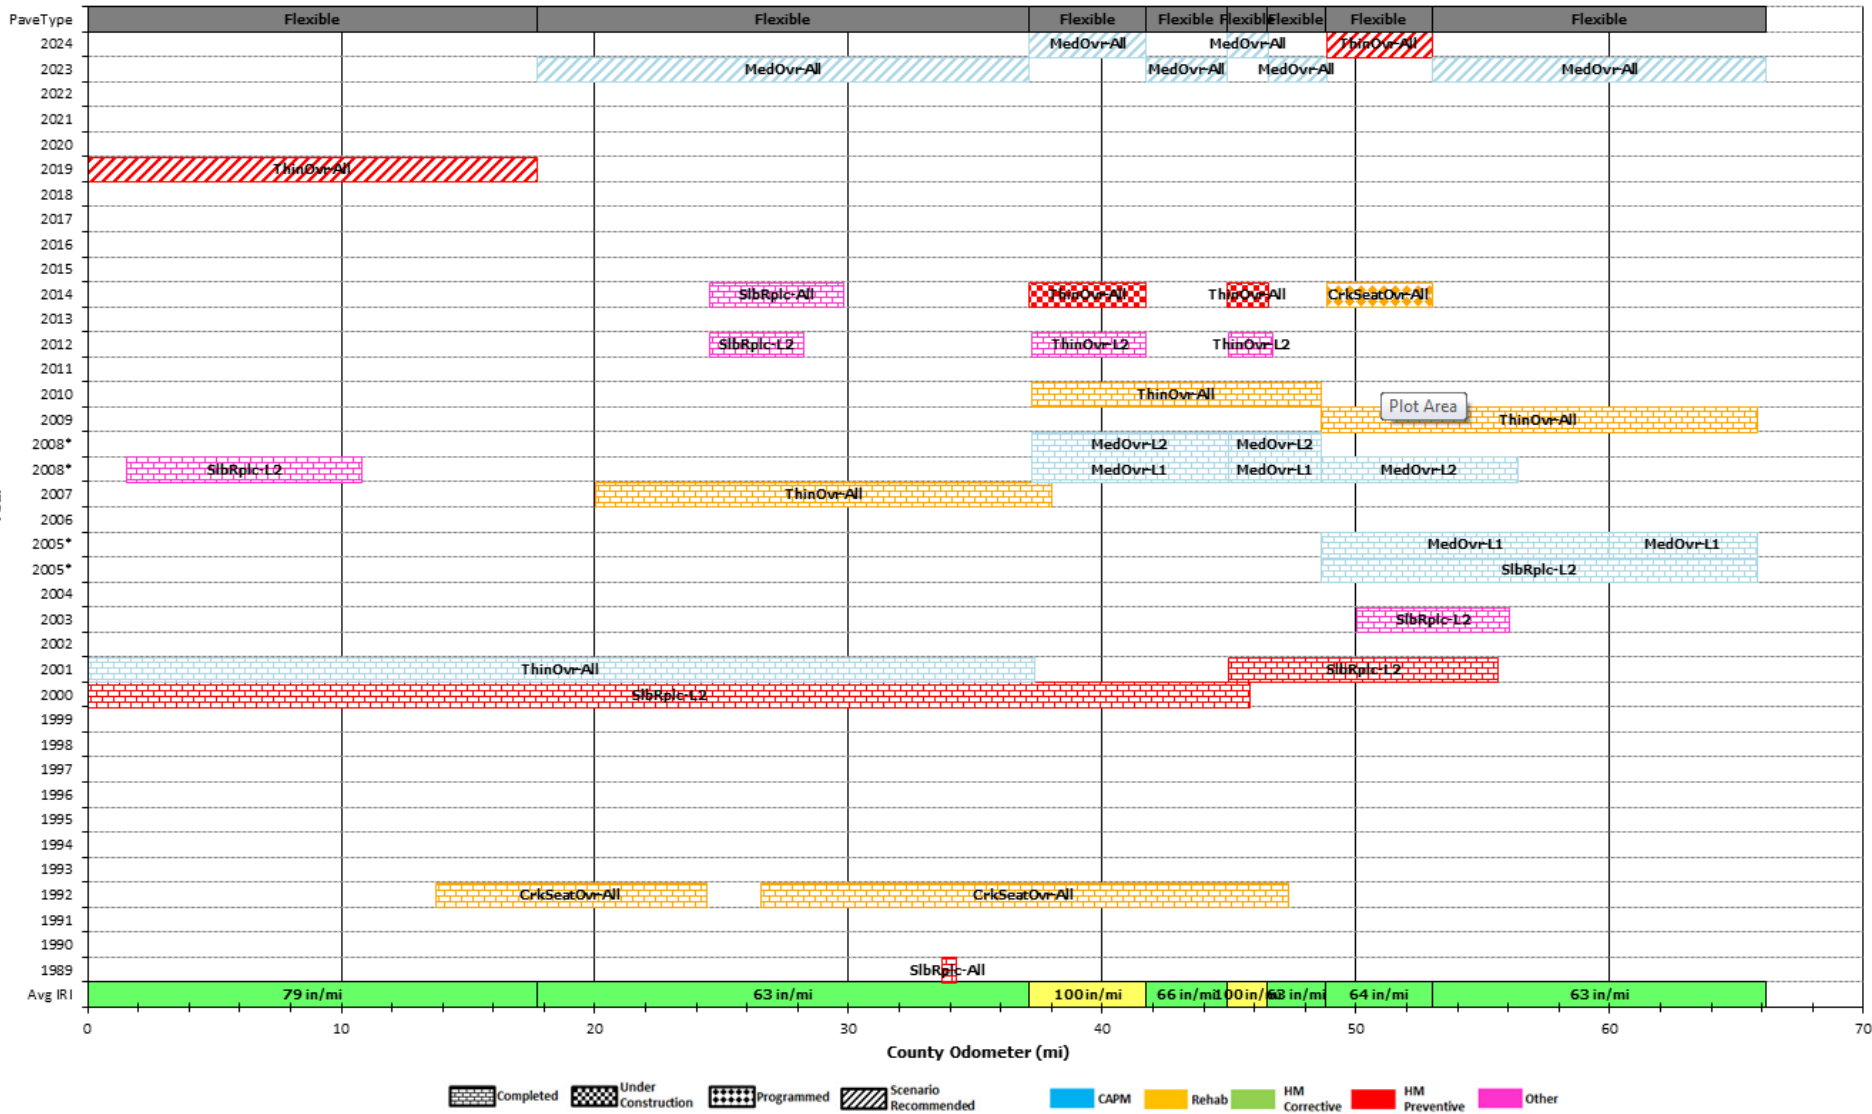 PaveType Flexible Flexible Flexible Flexible Flexible Flexible Flexible Flexible
2024 MedOvr-All MedOvr-All ThinOvr-All
2023 MedOvr-All MedOvr-All MedOvr-All MedOvr-All
2022
2021
2020
2019 ThinOvr-All
2018
2017
2016
2015
2014 SlbRplc-All ThinOvr-All ThinOvr-All CrkSeatOvr-All
2013
2012 SlbRplc-L2 ThinOvr-L2 ThinOvr-L2
2011
2010 ThinOvr-All
Plot Area
2009 ThinOvr-All
2008* MedOvr-L2 MedOvr-L2
2008* SlbRplc-L2 MedOvr-L1 MedOvr-L1 MedOvr-L2
2007 ThinOvr-All
2006
2005* MedOvr-L1 MedOvr-L1
2005* SlbRplc-L2
2004
2003 SlbRplc-L2
2002
2001 ThinOvr-All SlbRplc-L2
2000 SlbRplc-L2
1999
1998
1997
1996
1995
1994
1993
1992 CrkSeatOvr-All CrkSeatOvr-All
1991
1990
1989 SlbRplc-All
Avg IRI 79 in/mi 63 in/mi 100 in/mi 66 in/mi 100 in/mi 63 in/mi 64 in/mi 63 in/mi
0 10 20 30 40 50 60 70
County Odometer (mi)
Completed Under Construction Programmed Scenario Recommended CAPM Rehab HM Corrective HM Preventive Other